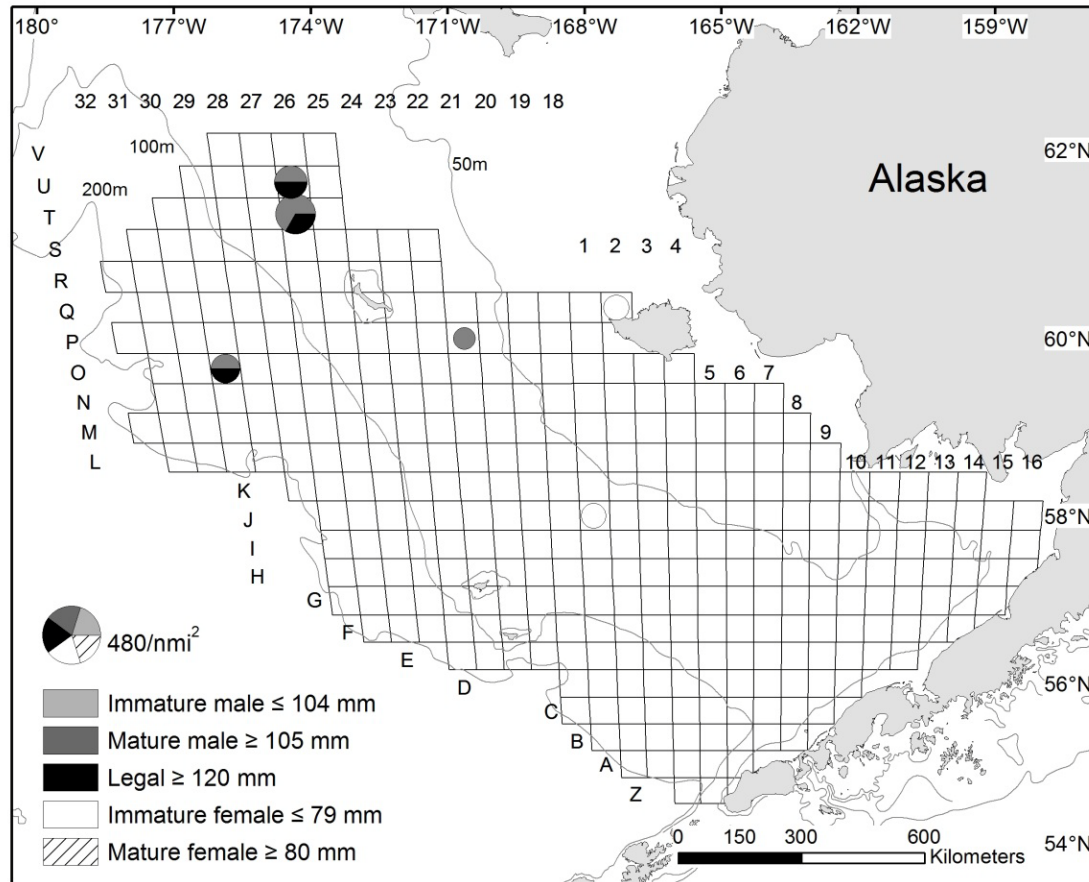 180° 177°W 174°W 171°W 168°W 165°W 162°W 159°W
32 31 30 29 28 27 26 25 24 23 22 21 20 19 18
100m
50m
62°N
V
Alaska
U
200m
T
S
1 2 3 4
R
Q
P
60°N
O
5 6 7
N
8
M
9
L
10 11 12 13 14 15 16
K
J
58°N
I
H
G
F
480/nmi²
E
D
56°N
Immature male ≤ 104 mm
C
Mature male ≥ 105 mm
B
Legal ≥ 120 mm
A
Z
Immature female ≤ 79 mm
0 150 300 600
54°N
Mature female ≥ 80 mm
Kilometers